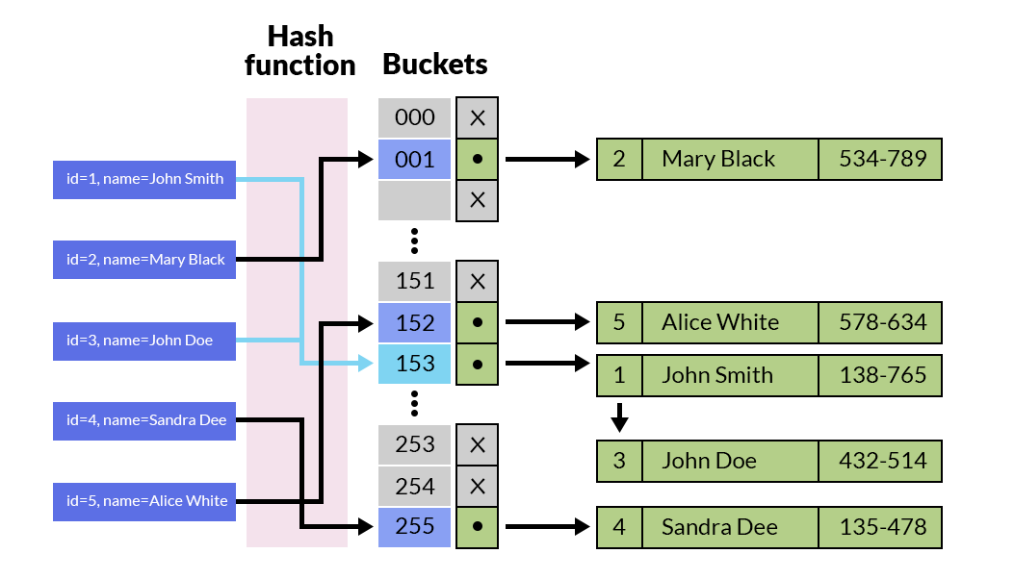 Hash
function
Buckets
id=1, name=John Smith
id=2, name=Mary Black
id=3, name=John Doe
id=4, name=Sandra Dee
id=5, name=Alice White
000 X
001
X
151 X
152
153
253 X
254 X
255
2 Mary Black 534-789
5 Alice White 578-634
1 John Smith 138-765
3 John Doe 432-514
4 Sandra Dee 135-478